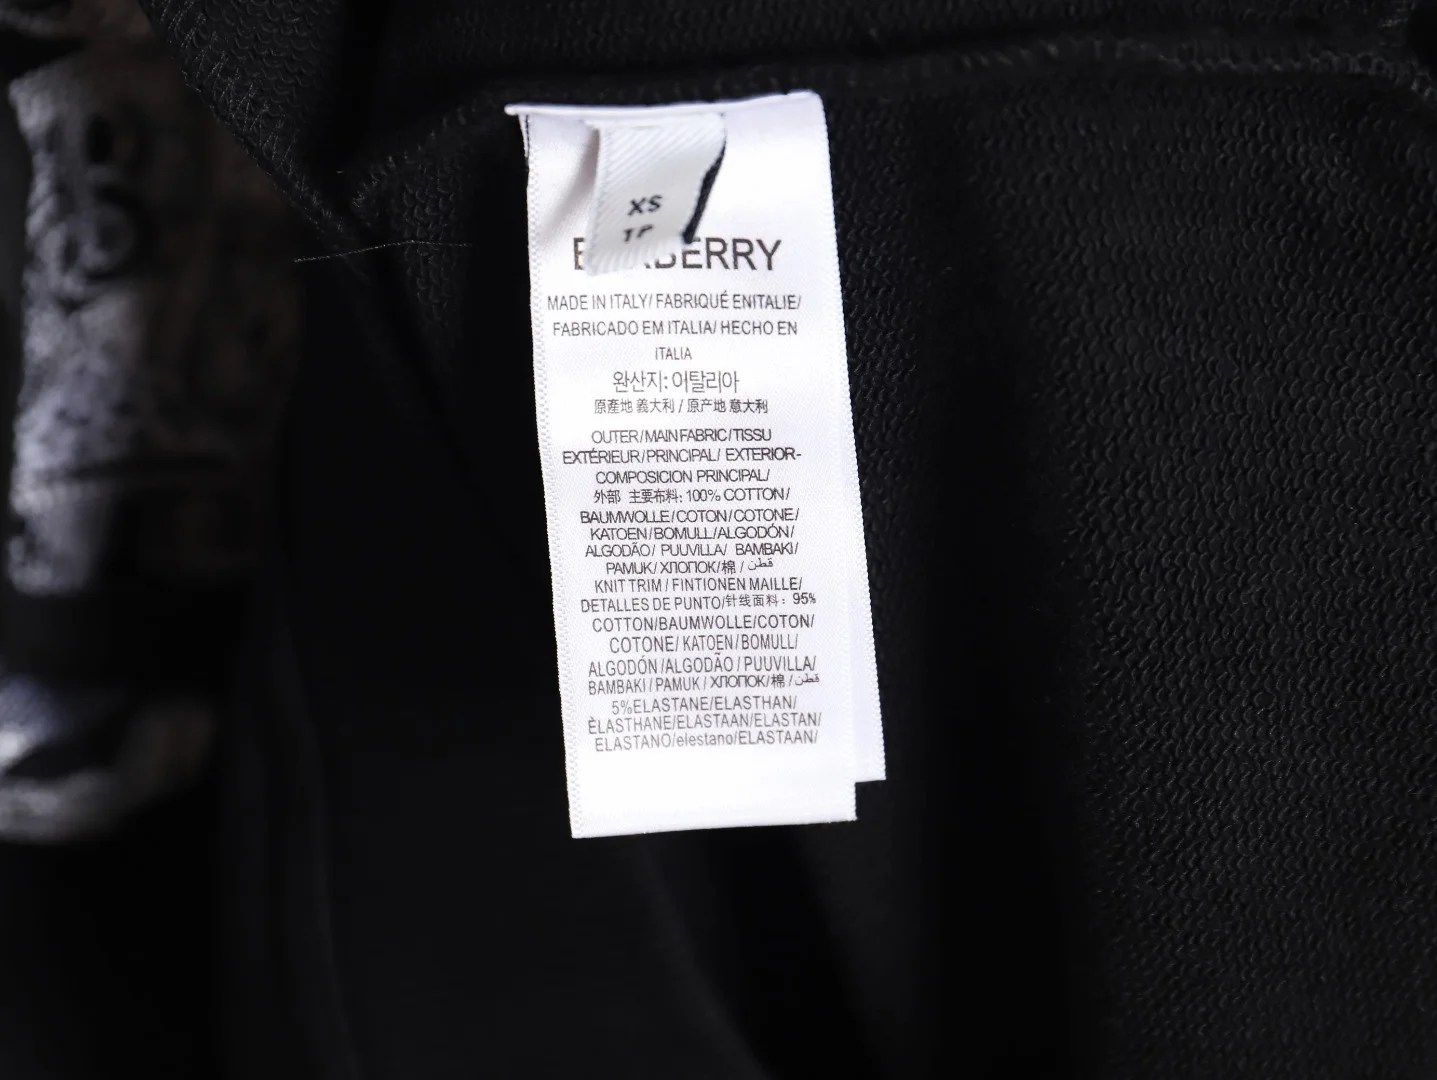 XS
TP
BURBERRY
MADE IN ITALY/ FABRIQUÉ ENITALIE/
FABRICADO EM ITALIA/ HECHO EN
ITALIA
완산지: 어탈리아
原產地 義大利 / 原产地 意大利
OUTER/MAIN FABRIC/TISSU
EXTÉRIEUR/PRINCIPAL/ EXTERIOR-
COMPOSICION PRINCIPAL/
外部 主要布料: 100% COTTON/
BAUMWOLLE/COTON/COTONE/
KATOEN/BOMULL/ALGODÓN/
ALGODÃO/ PUUVILLA/ BAMBAKI/
PAMUK/ ХЛОПОК/棉 / قطن
KNIT TRIM / FINTIONEN MAILLE/
DETALLES DE PUNTO/针线面料: 95%
COTTON/BAUMWOLLE/COTON/
COTONE/ KATOEN/BOMULL/
ALGODÓN/ALGODÃO / PUUVILLA/
BAMBAKI / PAMUK / ХЛОПОК/棉 / قطن
5%ELASTANE/ELASTHAN/
ÈLASTHANE/ELASTAAN/ELASTAN/
ELASTANO/elestano/ELASTAAN/